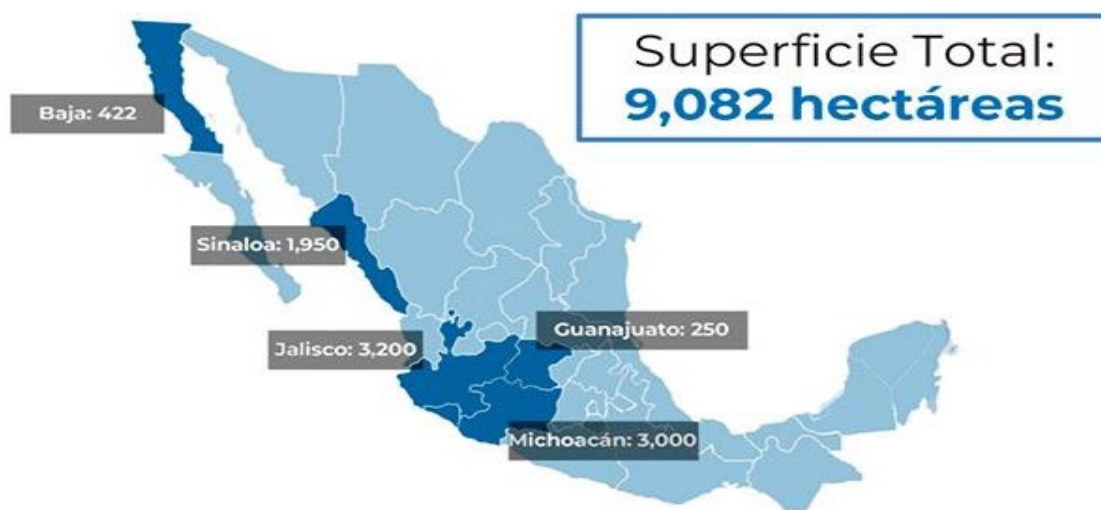 Superficie Total:
9,082 hectáreas
Baja: 422
Sinaloa: 1,950
Jalisco: 3,200
Guanajuato: 250
Michoacán: 3,000